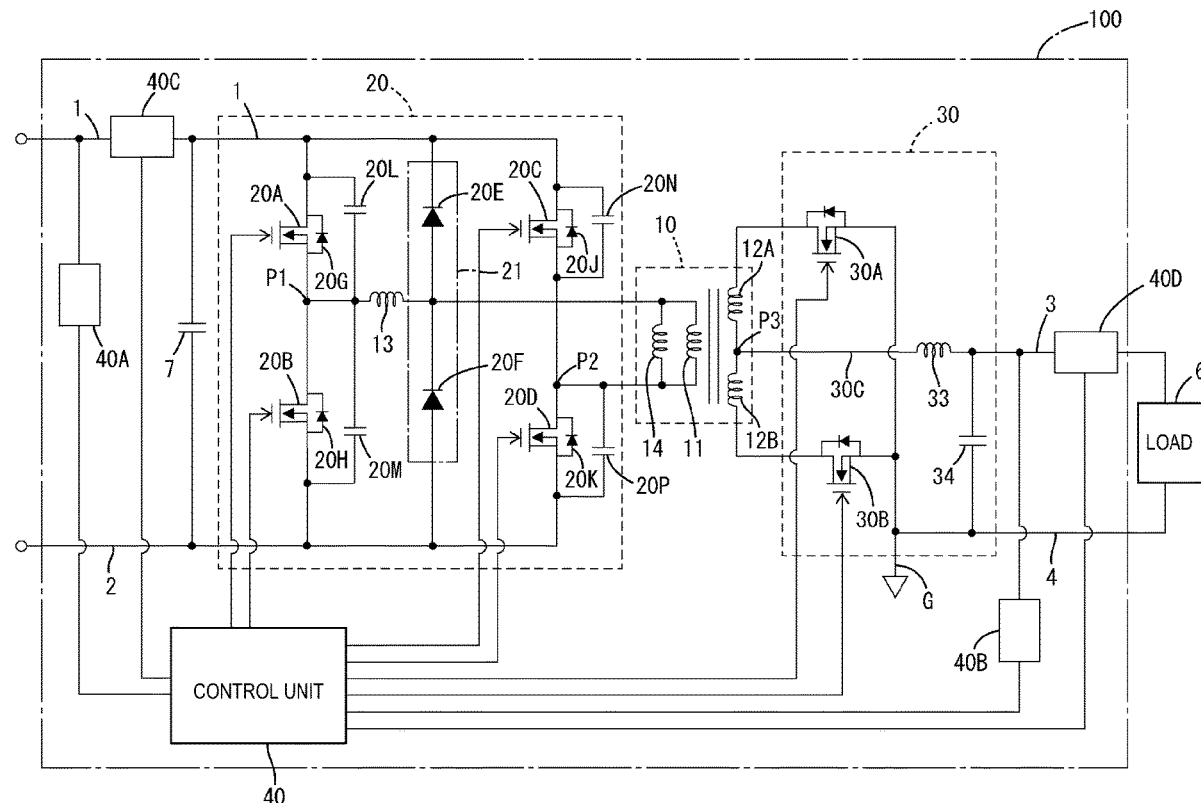 100
40C
1
1
20
30
20L
20A
20E
20C
20N
20G
P1
21
20J
10
12A
30A
40D
40A
7
13
P3
3
20B
20F
P2
6
20D
30C
33
20H
20M
14
11
12B
34
LOAD
20K
20P
30B
2
G
4
40B
CONTROL UNIT
40